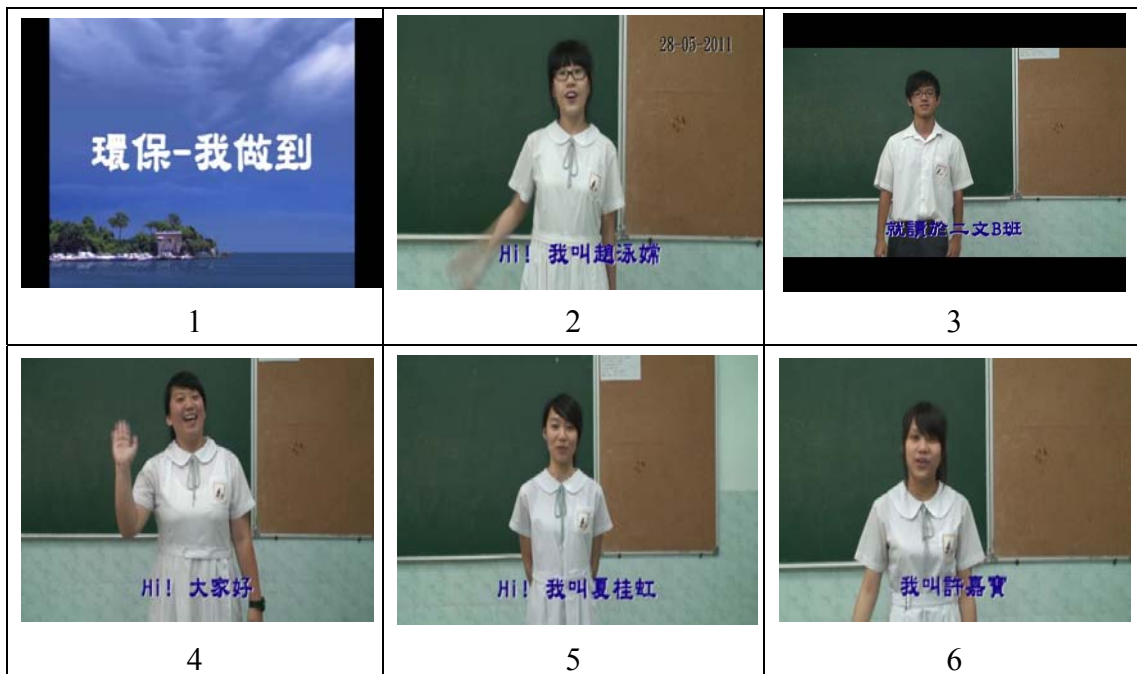 環保-我做到
28-05-2011
Hi! 我叫趙泳嫦
就讀於二文B班
1
2
3
Hi! 大家好
Hi! 我叫夏桂虹
我叫許嘉寶
4
5
6